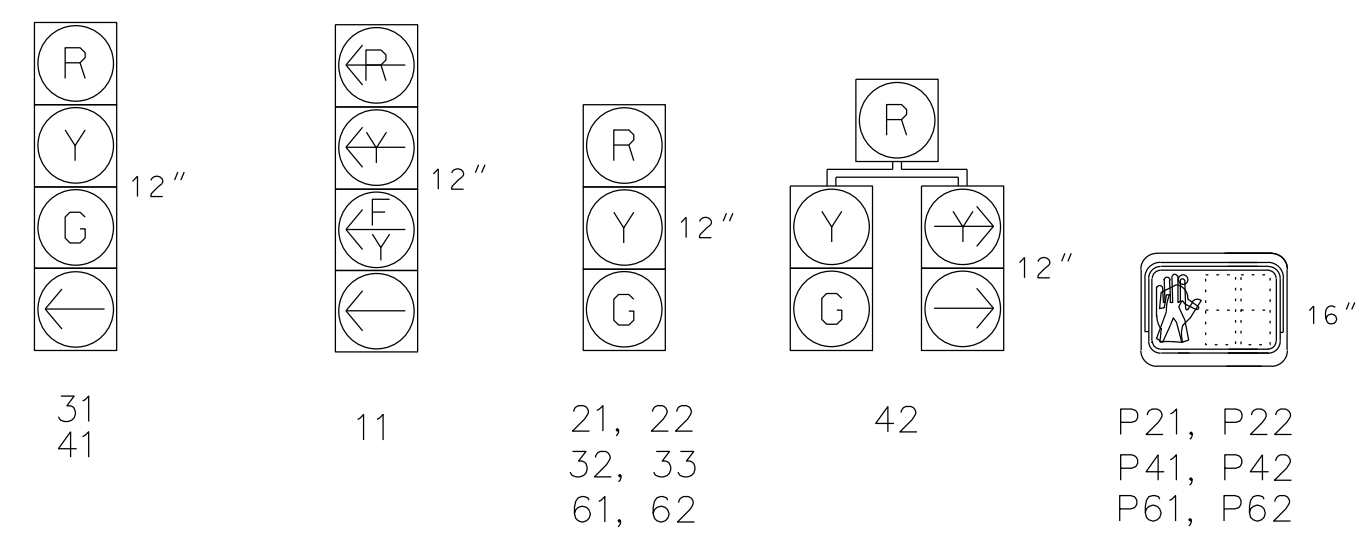 R
Y
G
12"
31
41
R
Y
F
Y
12"
11
R
Y
G
12"
21, 22
32, 33
61, 62
R
Y
Y
G
12"
42
16"
P21, P22
P41, P42
P61, P62